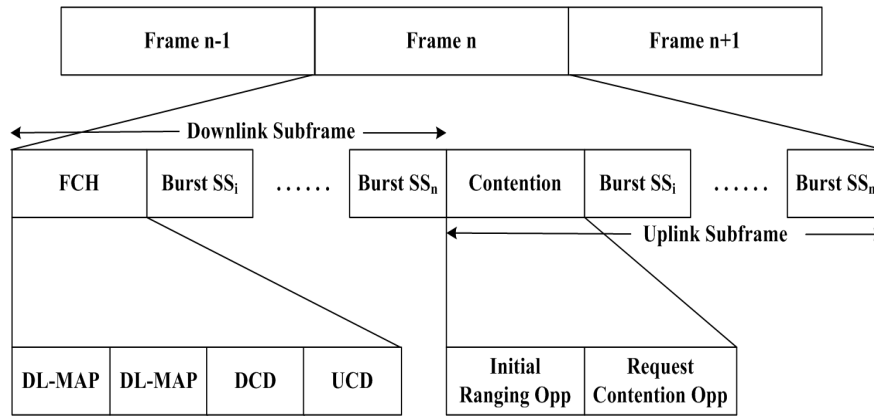 Frame n-1
Frame n
Frame n+1
Downlink Subframe
FCH
Burst SSi
......
Burst SSn
Contention
Burst SSi
......
Burst SSn
Uplink Subframe
DL-MAP
DL-MAP
DCD
UCD
Initial
Ranging Opp
Request
Contention Opp